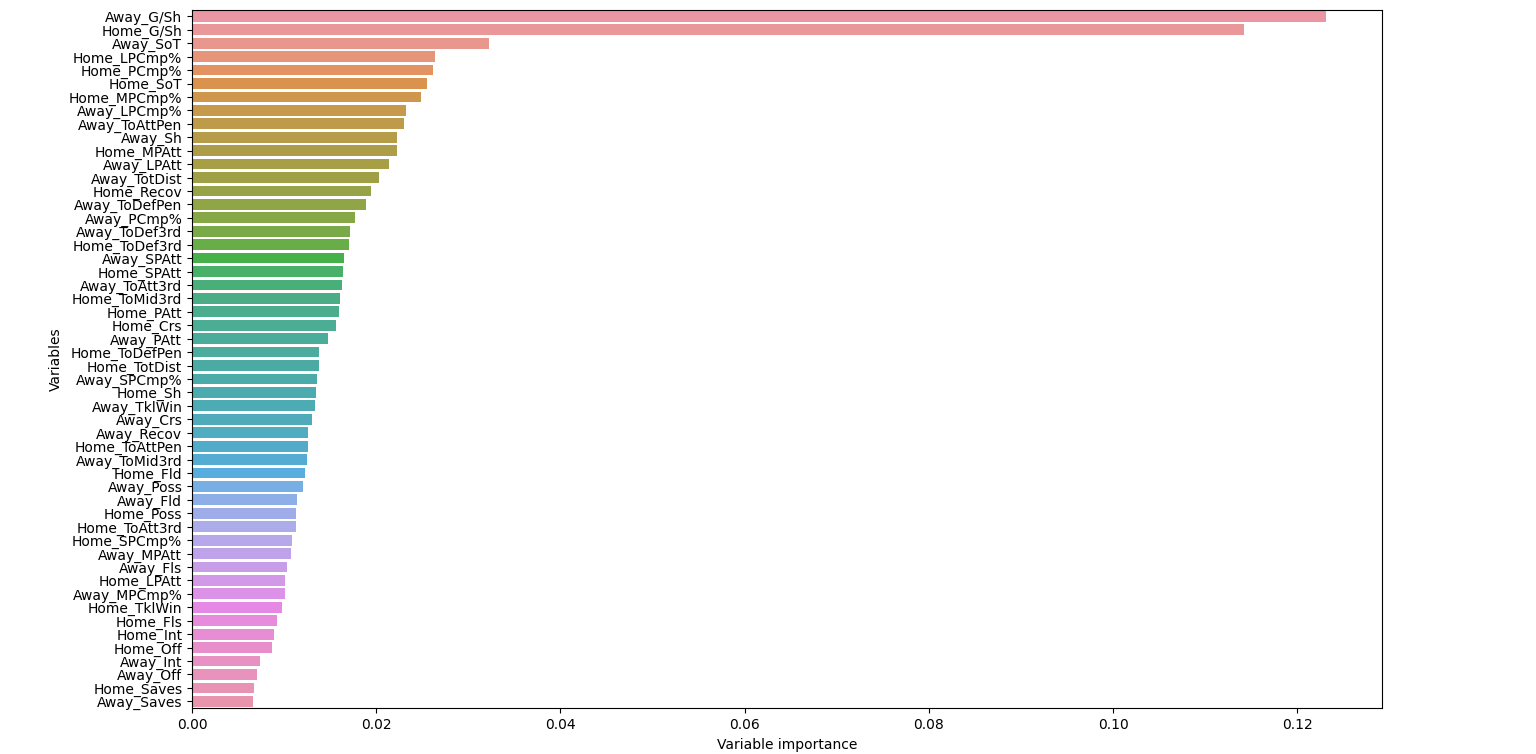 Away_G/Sh
Home_G/Sh
Away_SoT
Home_LPCmp%
Home_PCmp%
Home_SoT
Home_MPCmp%
Away_LPCmp%
Away_ToAttPen
Away_Sh
Home_MPAtt
Away_LPAtt
Away_TotDist
Home_Recov
Away_ToDefPen
Away_PCmp%
Away_ToDef3rd
Home_ToDef3rd
Away_SPAtt
Home_SPAtt
Away_ToAtt3rd
Home_ToMid3rd
Home_PAtt
Home_Crs
Away_PAtt
Home_ToDefPen
Home_TotDist
Away_SPCmp%
Home_Sh
Away_TklWin
Away_Crs
Away_Recov
Home_ToAttPen
Away_ToMid3rd
Home_Fld
Away_Poss
Away_Fld
Home_Poss
Home_ToAtt3rd
Home_SPCmp%
Away_MPAtt
Away_Fls
Home_LPAtt
Away_MPCmp%
Home_TklWin
Home_Fls
Home_Int
Home_Off
Away_Int
Away_Off
Home_Saves
Away_Saves
Variables
0.00 0.02 0.04 0.06 0.08 0.10 0.12
Variable importance